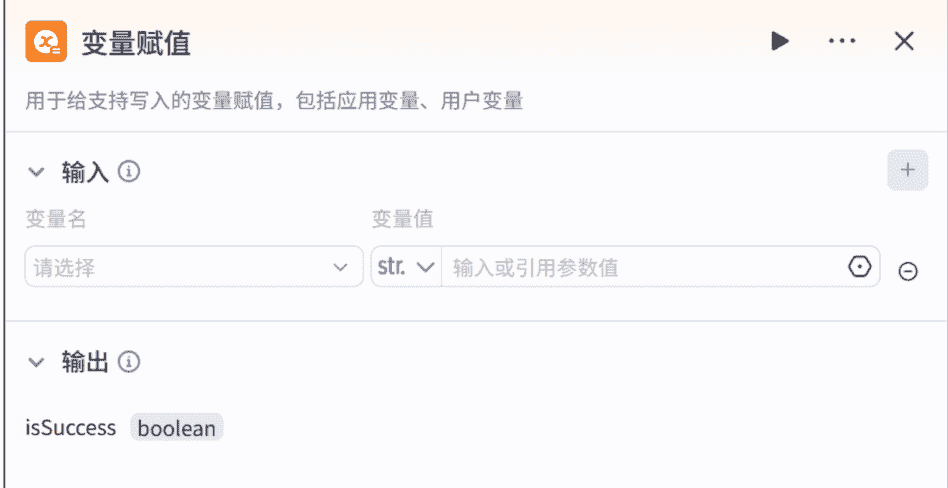 变量赋值
用于给支持写入的变量赋值，包括应用变量、用户变量
输入
变量名 变量值
请选择 str. 输入或引用参数值
输出
isSuccess boolean